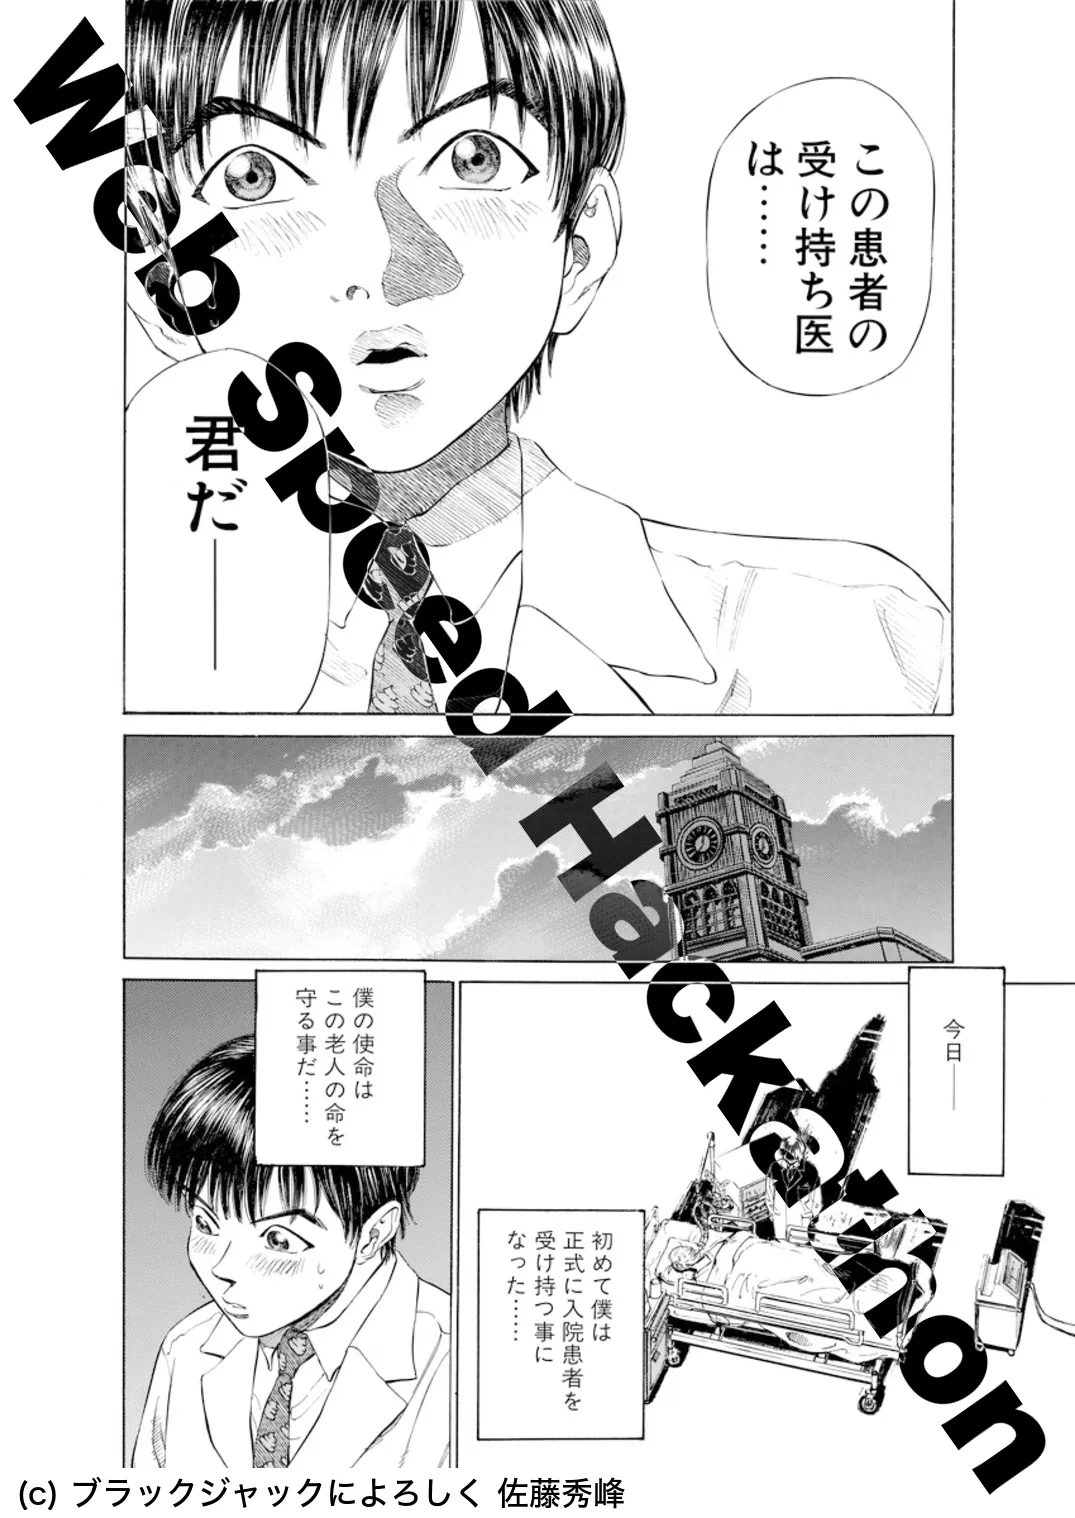 この患者の
受け持ち医
は……
君だ――
今日――
初めて僕は
正式に入院患者を
受け持つ事に
なった……
僕の使命は
この老人の命を
守る事だ……
Web Speed Hackathon
(c) ブラックジャックによろしく 佐藤秀峰